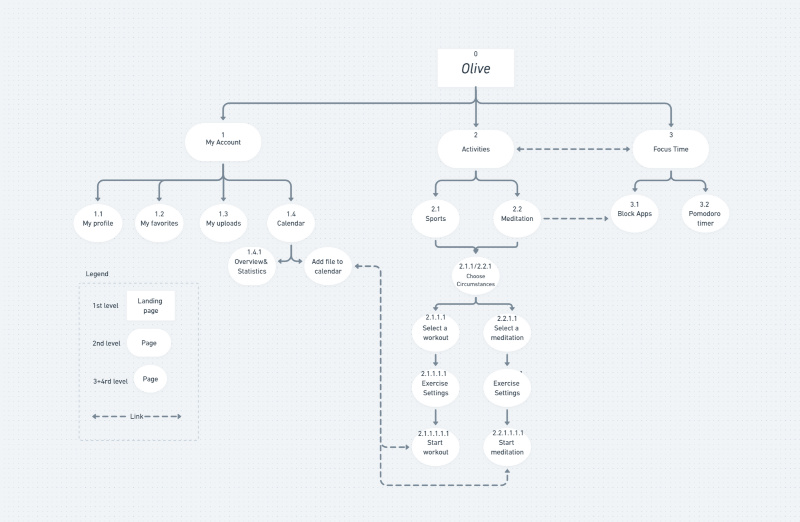 0
Olive
1
My Account
2
Activities
3
Focus Time
1.1
My profile
1.2
My favorites
1.3
My uploads
1.4
Calendar
2.1
Sports
2.2
Meditation
3.1
Block Apps
3.2
Pomodoro
timer
1.4.1
Overview&
Statistics
Add file to
calendar
2.1.1/2.2.1
Choose
Circumstances
Legend
1st level
Landing
page
2nd level
Page
3+4rd level
Page
Link
2.1.1.1
Select a
workout
2.2.1.1
Select a
meditation
2.1.1.1.1
Exercise
Settings
Exercise
Settings
2.1.1.1.1.1
Start
workout
2.2.1.1.1.1
Start
meditation